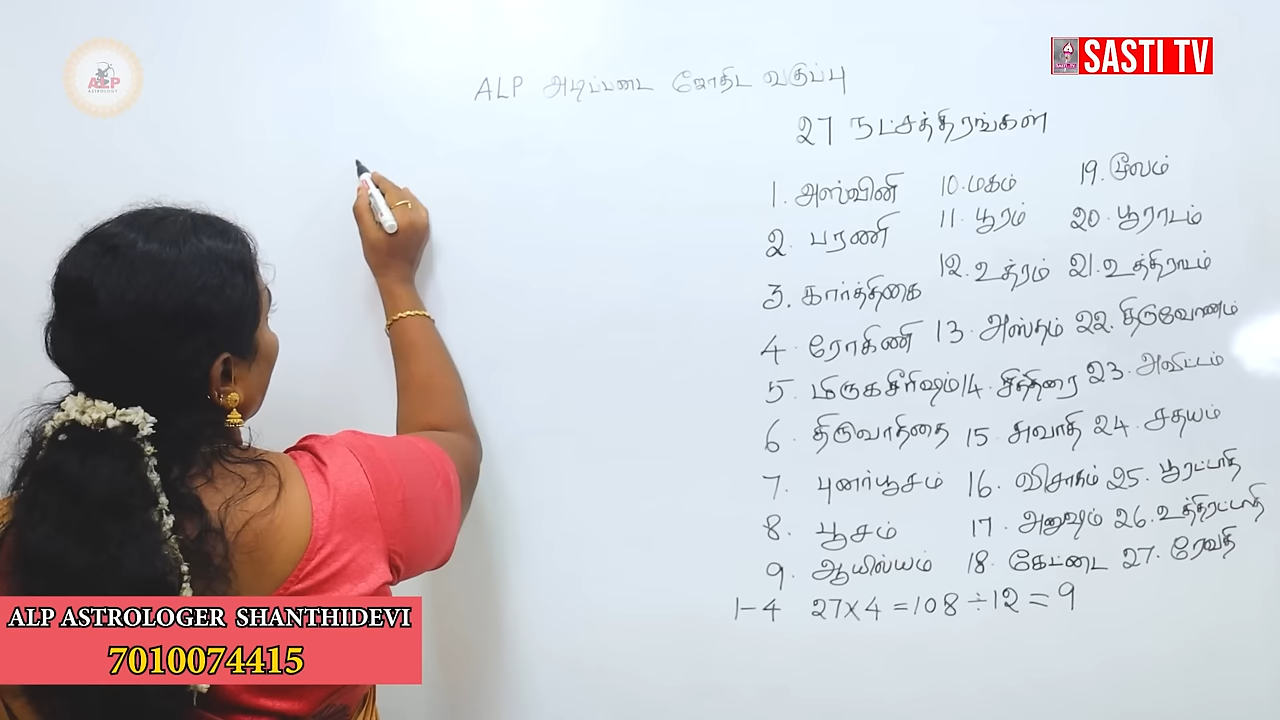 ALP
ASTROLOGY
SASTI TV
ALP அடிப்படை ஜோதிட வகுப்பு
27 நட்சத்திரங்கள்
1. அஸ்வினி 10. மகம் 19. மூலம்
2. பரணி 11. பூரம் 20. பூராடம்
3. கார்த்திகை 12. உத்ரம் 21. உத்திராடம்
4. ரோகிணி 13. அஸ்தம் 22. திருவோணம்
5. மிருகசீரிஷம் 14. சித்திரை 23. அவிட்டம்
6. திருவாதிதை 15. சுவாதி 24. சதயம்
7. புனர்பூசம் 16. விசாகம் 25. பூரட்டாதி
8. பூசம் 17. அனுஷம் 26. உத்திரட்டாதி
9. ஆயில்யம் 18. கேட்டை 27. ரேவதி
1-4 27x4=108÷12=9
ALP ASTROLOGER SHANTHIDEVI
7010074415